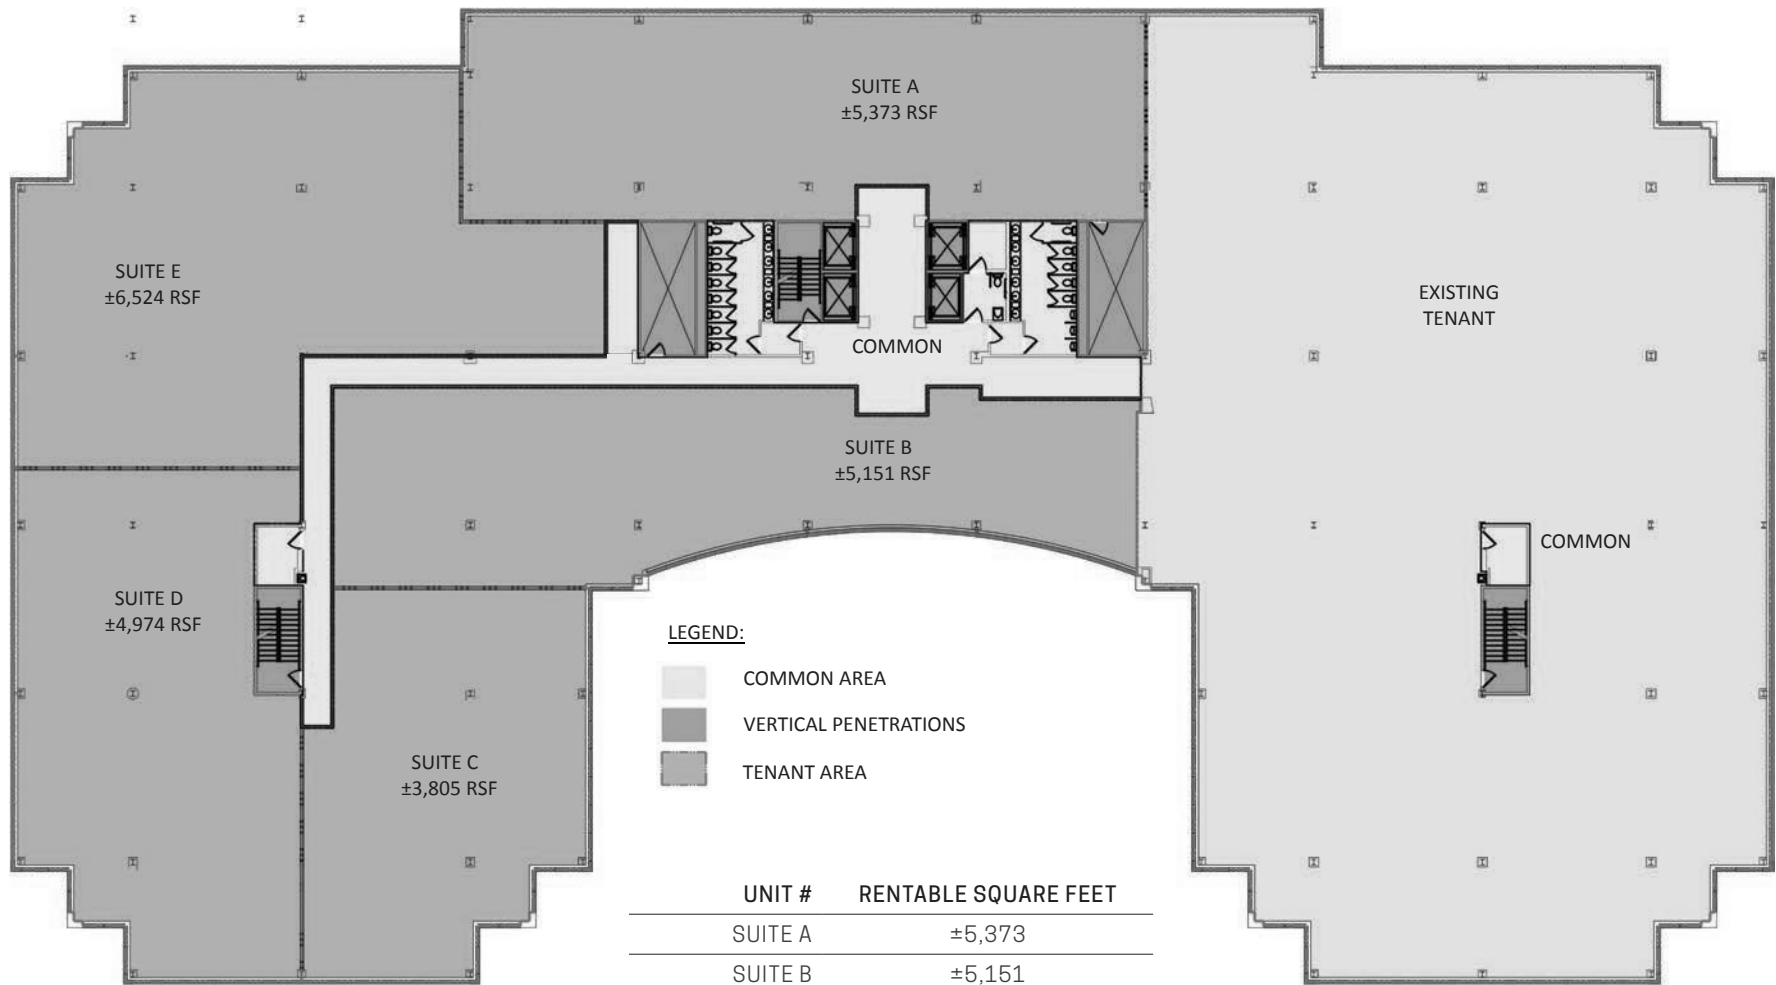 SUITE A
±5,373 RSF
SUITE E
±6,524 RSF
EXISTING
TENANT
COMMON
SUITE B
±5,151 RSF
COMMON
SUITE D
±4,974 RSF
LEGEND:
COMMON AREA
VERTICAL PENETRATIONS
TENANT AREA
SUITE C
±3,805 RSF
UNIT # RENTABLE SQUARE FEET
SUITE A ±5,373
SUITE B ±5,151